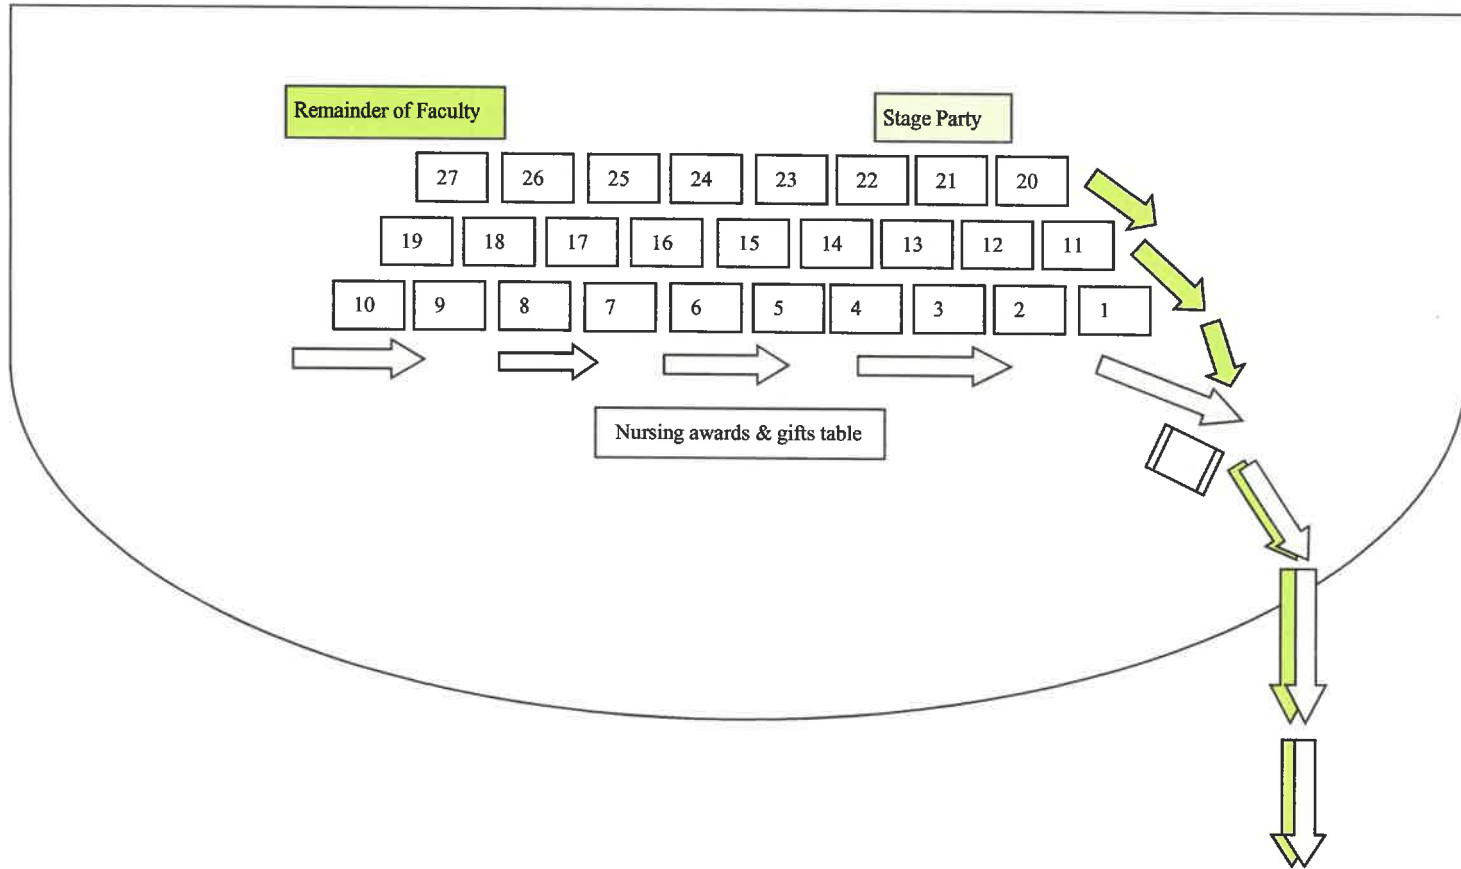 Remainder of Faculty
Stage Party
27 26 25 24 23 22 21 20
19 18 17 16 15 14 13 12 11
10 9 8 7 6 5 4 3 2 1
Nursing awards & gifts table